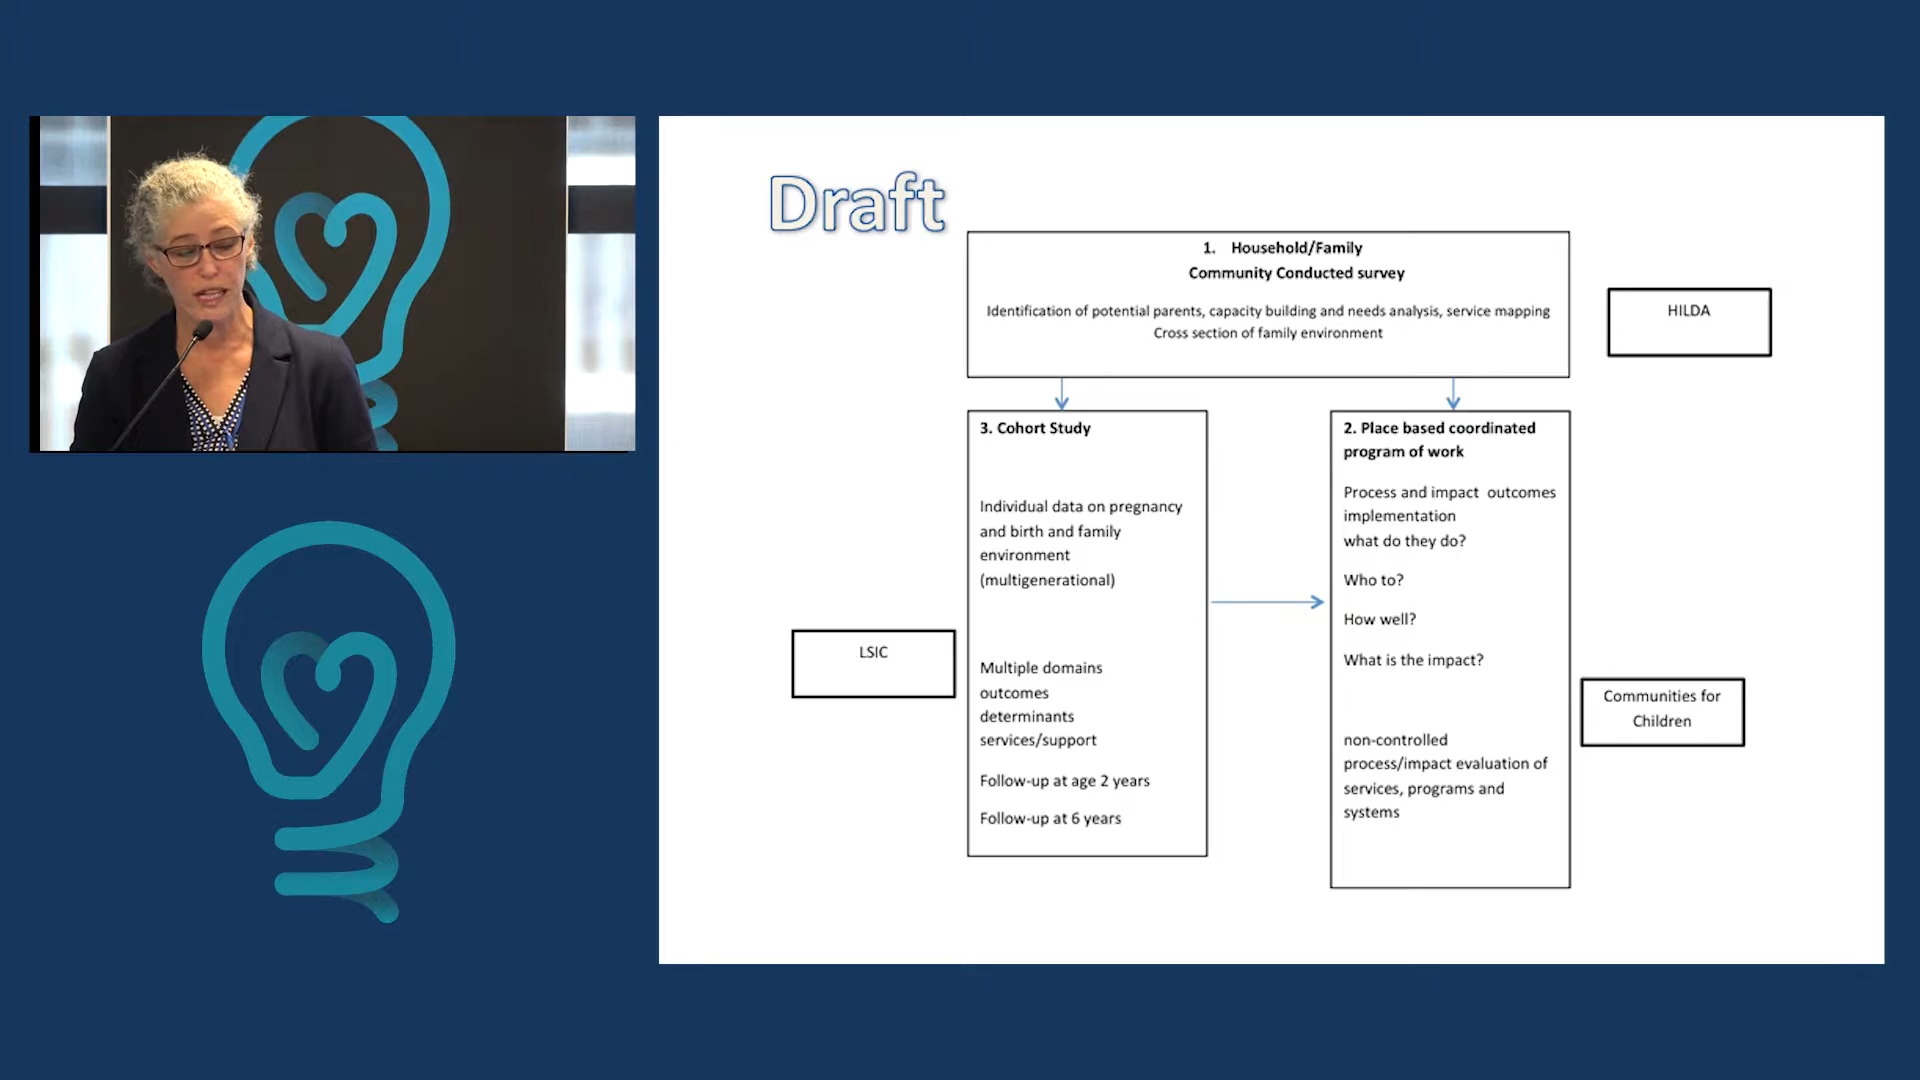 Draft
1. Household/Family
Community Conducted survey
Identification of potential parents, capacity building and needs analysis, service mapping
Cross section of family environment
HILDA
3. Cohort Study
Individual data on pregnancy
and birth and family
environment
(multigenerational)
Multiple domains
outcomes
determinants
services/support
Follow-up at age 2 years
Follow-up at 6 years
LSIC
2. Place based coordinated
program of work
Process and impact outcomes
implementation
what do they do?
Who to?
How well?
What is the impact?
non-controlled
process/impact evaluation of
services, programs and
systems
Communities for
Children